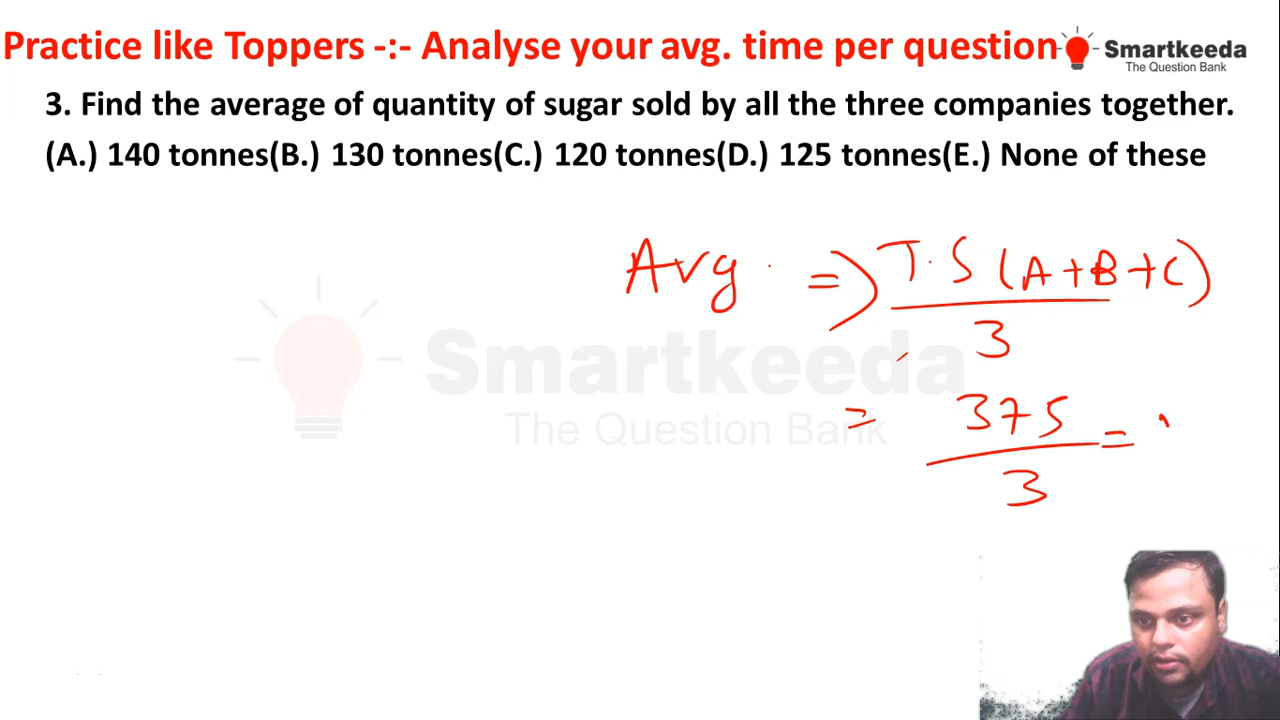 Practice like Toppers -:- Analyse your avg. time per question
Smartkeeda
The Question Bank
3. Find the average of quantity of sugar sold by all the three companies together.
(A.) 140 tonnes(B.) 130 tonnes(C.) 120 tonnes(D.) 125 tonnes(E.) None of these
Avg. => T.S (A+B+C)
3
= 375 =
3
Smartkeeda
The Question Bank